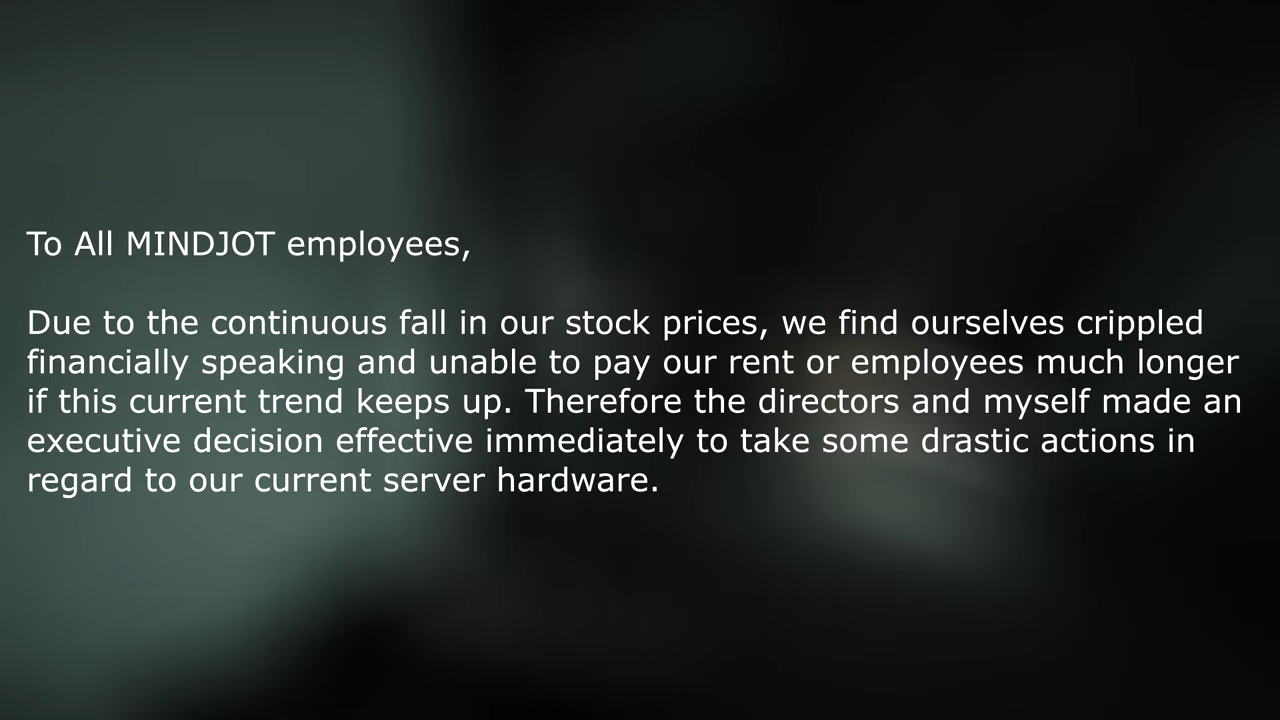 To All MINDJOT employees,
Due to the continuous fall in our stock prices, we find ourselves crippled
financially speaking and unable to pay our rent or employees much longer
if this current trend keeps up. Therefore the directors and myself made an
executive decision effective immediately to take some drastic actions in
regard to our current server hardware.